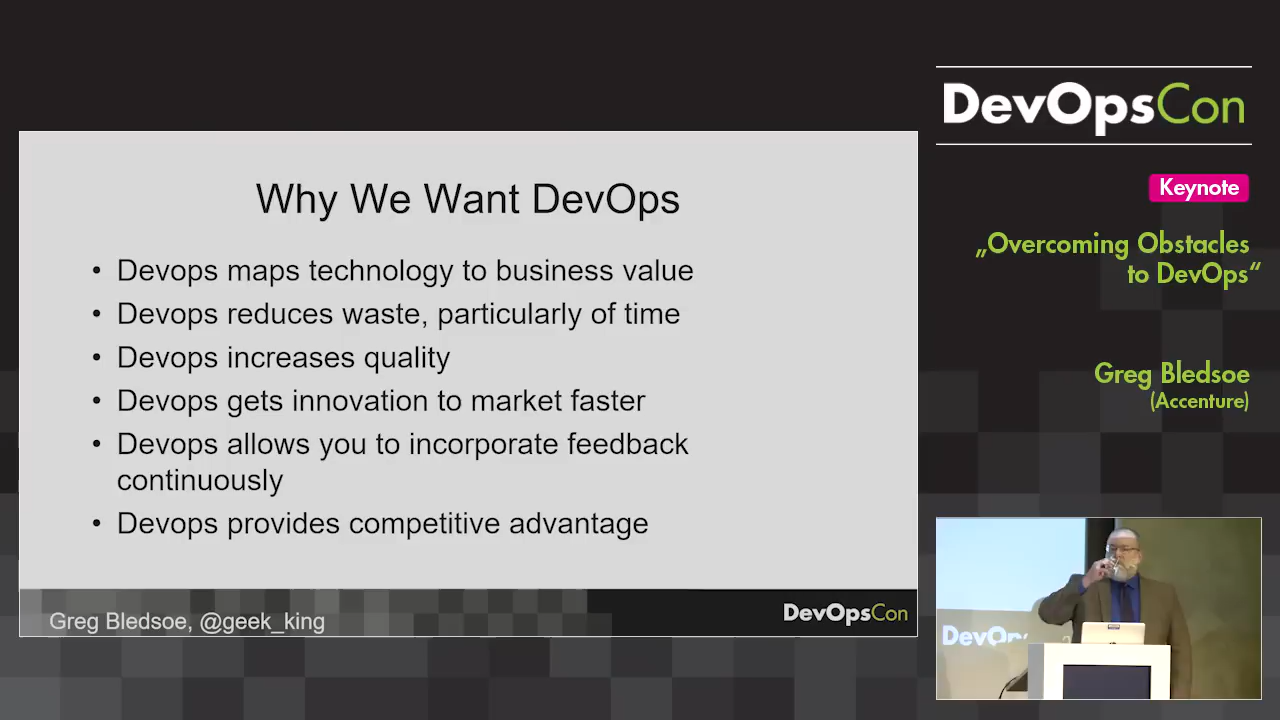 Why We Want DevOps
• Devops maps technology to business value
• Devops reduces waste, particularly of time
• Devops increases quality
• Devops gets innovation to market faster
• Devops allows you to incorporate feedback
continuously
• Devops provides competitive advantage
Greg Bledsoe, @geek_king
DevOpsCon
DevOpsCon
Keynote
„Overcoming Obstacles
to DevOps“
Greg Bledsoe
(Accenture)
DevOp